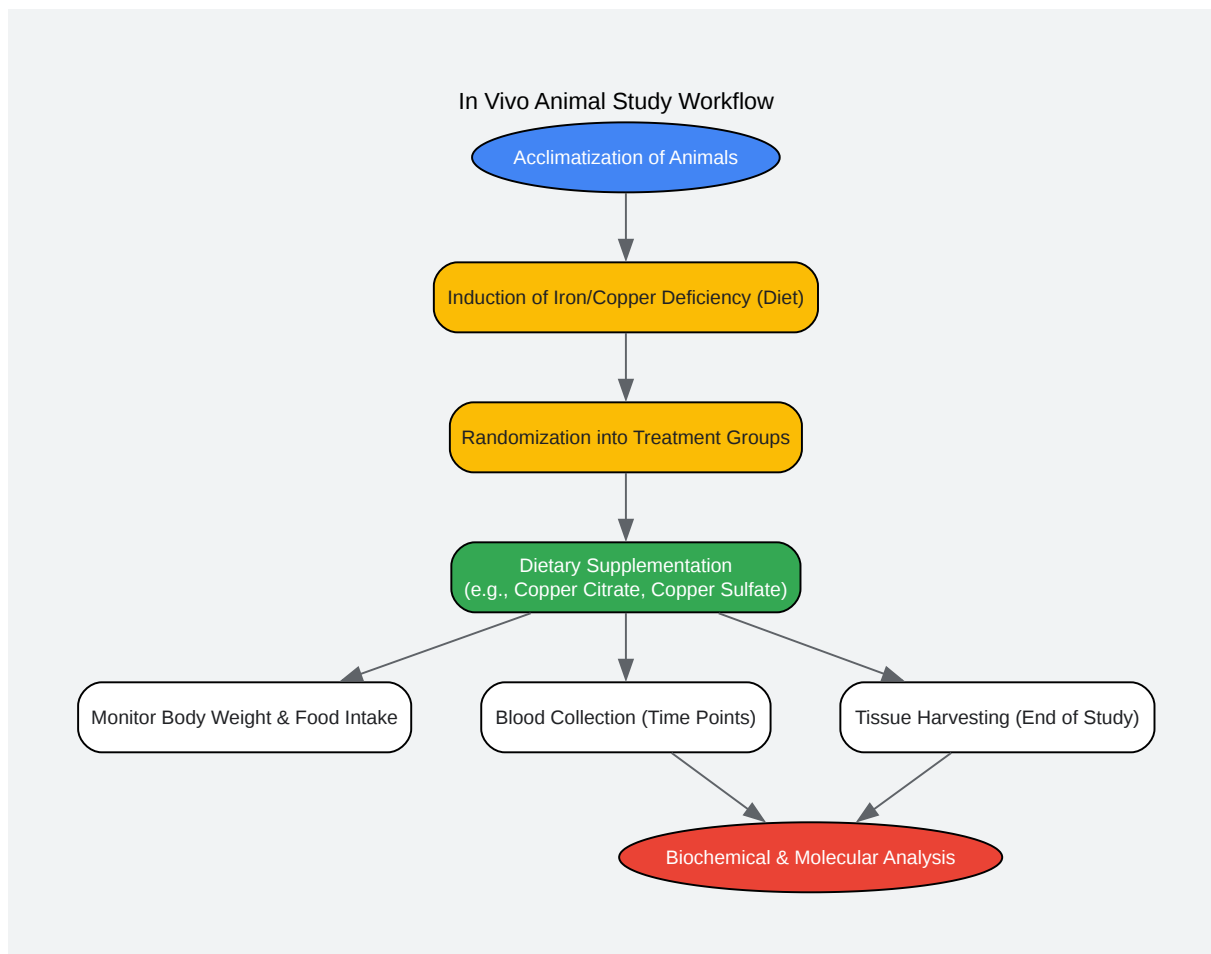 In Vivo Animal Study Workflow
Acclimatization of Animals
Induction of Iron/Copper Deficiency (Diet)
Randomization into Treatment Groups
Dietary Supplementation
(e.g., Copper Citrate, Copper Sulfate)
Monitor Body Weight & Food Intake
Blood Collection (Time Points)
Tissue Harvesting (End of Study)
Biochemical & Molecular Analysis